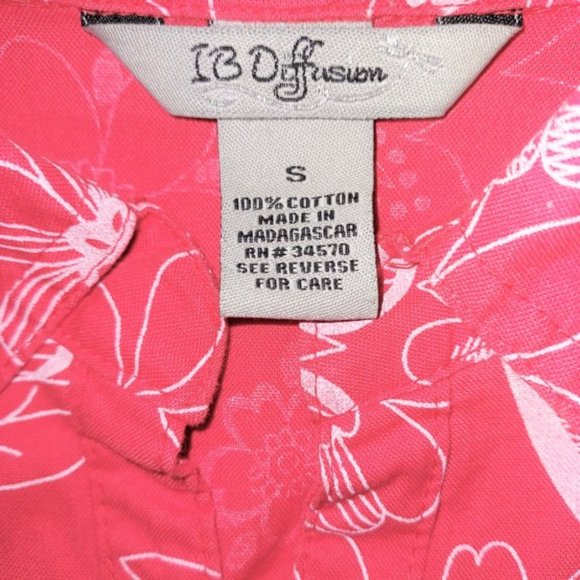 IB Diffusion
S
100% COTTON
MADE IN
MADAGASCAR
RN# 34570
SEE REVERSE
FOR CARE